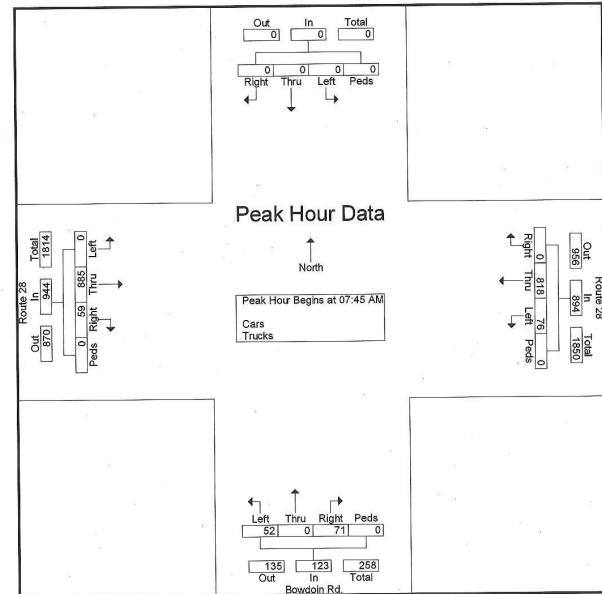 Out In Total
0 0 0
0 0 0 0
Right Thru Left Peds
Peak Hour Data
North
Peak Hour Begins at 07:45 AM
Cars
Trucks
Route 28
Total In Out
1814 944 870
0 885 59 0
Left Thru Right Peds
Right Thru Left Peds
0 818 76 0
Out In Total
956 894 1850
Route 28
Left Thru Right Peds
52 0 71 0
135 123 258
Out In Total
Bowdoin Rd.